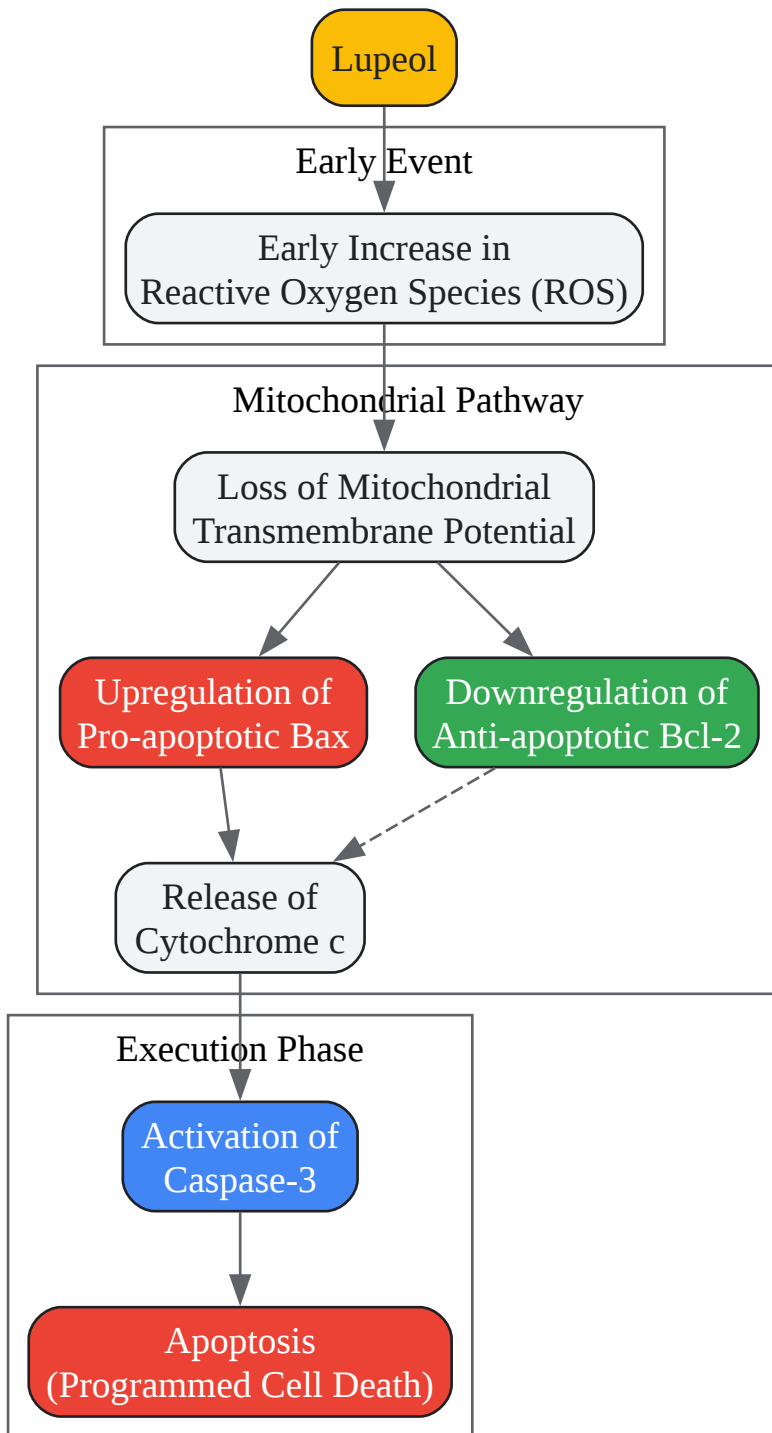 Lupeol
Early Event
Early Increase in
Reactive Oxygen Species (ROS)
Mitochondrial Pathway
Loss of Mitochondrial
Transmembrane Potential
Upregulation of
Pro-apoptotic Bax
Downregulation of
Anti-apoptotic Bcl-2
Release of
Cytochrome c
Execution Phase
Activation of
Caspase-3
Apoptosis
(Programmed Cell Death)